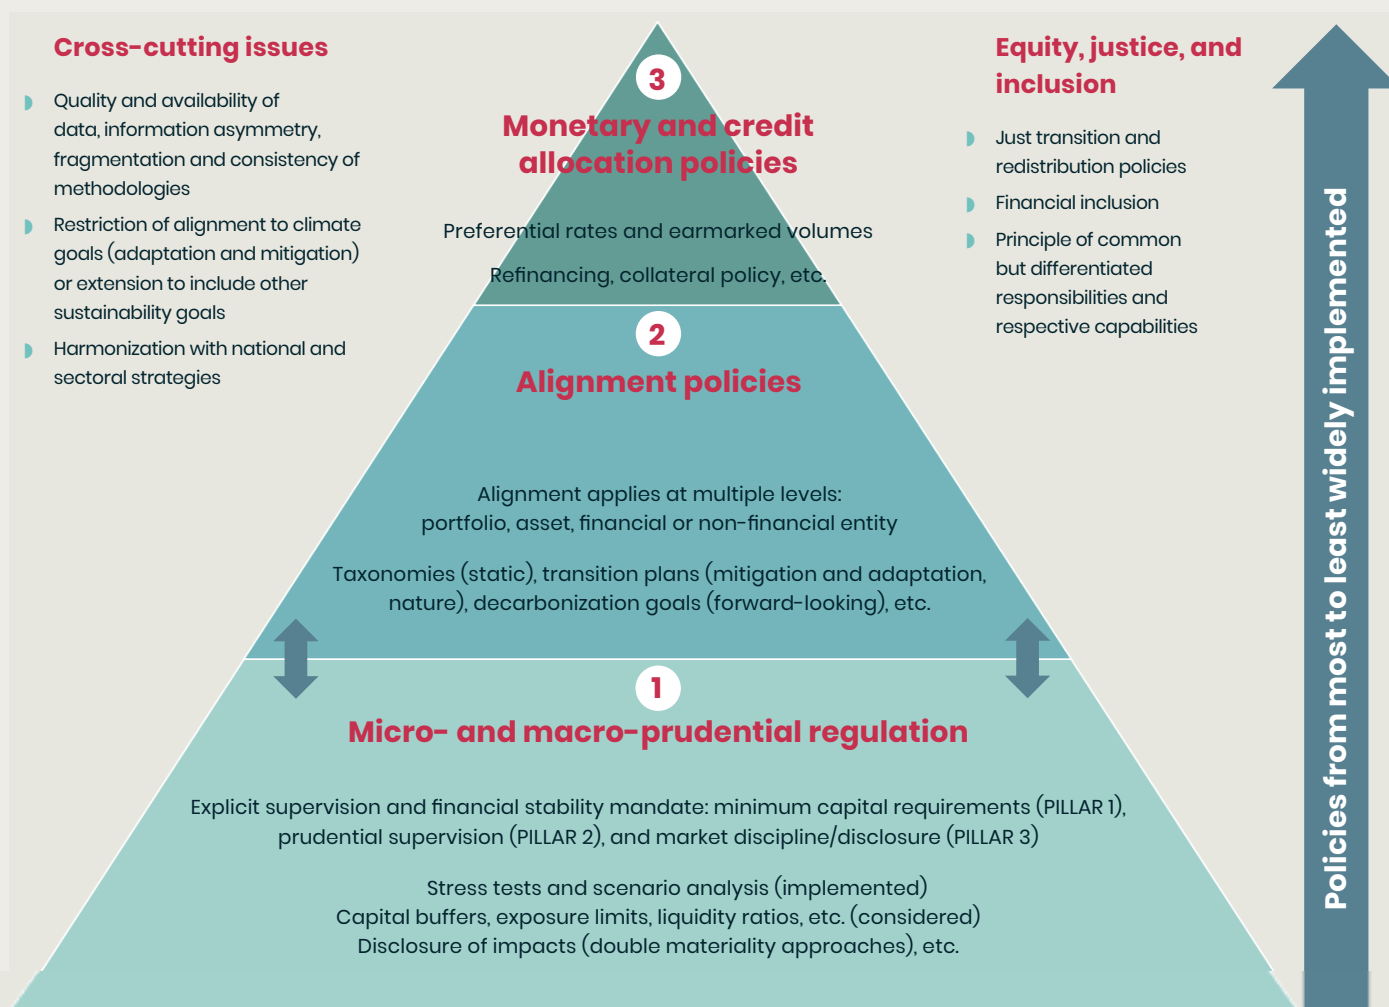 Cross-cutting issues
Quality and availability of
data, information asymmetry,
fragmentation and consistency of
methodologies
Restriction of alignment to climate
goals (adaptation and mitigation)
or extension to include other
sustainability goals
Harmonization with national and
sectoral strategies
3
Monetary and credit
allocation policies
Preferential rates and earmarked volumes
Refinancing, collateral policy, etc.
2
Alignment policies
Alignment applies at multiple levels:
portfolio, asset, financial or non-financial entity
Taxonomies (static), transition plans (mitigation and adaptation,
nature), decarbonization goals (forward-looking), etc.
1
Micro- and macro-prudential regulation
Explicit supervision and financial stability mandate: minimum capital requirements (PILLAR 1),
prudential supervision (PILLAR 2), and market discipline/disclosure (PILLAR 3)
Stress tests and scenario analysis (implemented)
Capital buffers, exposure limits, liquidity ratios, etc. (considered)
Disclosure of impacts (double materiality approaches), etc.
Equity, justice, and
inclusion
Just transition and
redistribution policies
Financial inclusion
Principle of common
but differentiated
responsibilities and
respective capabilities
Policies from most to least widely implemented